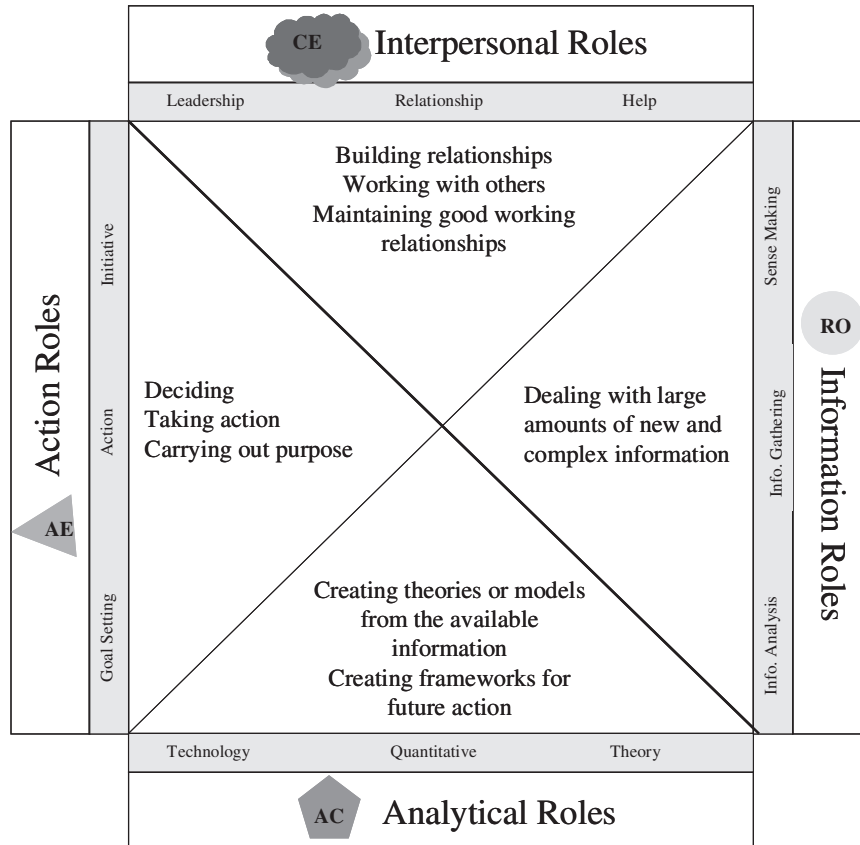 CE
Interpersonal Roles
Leadership
Relationship
Help
Building relationships
Working with others
Maintaining good working
relationships
Action Roles
AE
Initiative
Action
Goal Setting
Deciding
Taking action
Carrying out purpose
Dealing with large
amounts of new and
complex information
Sense Making
Info. Gathering
Info. Analysis
RO
Information Roles
Creating theories or models
from the available
information
Creating frameworks for
future action
Technology
Quantitative
Theory
AC
Analytical Roles